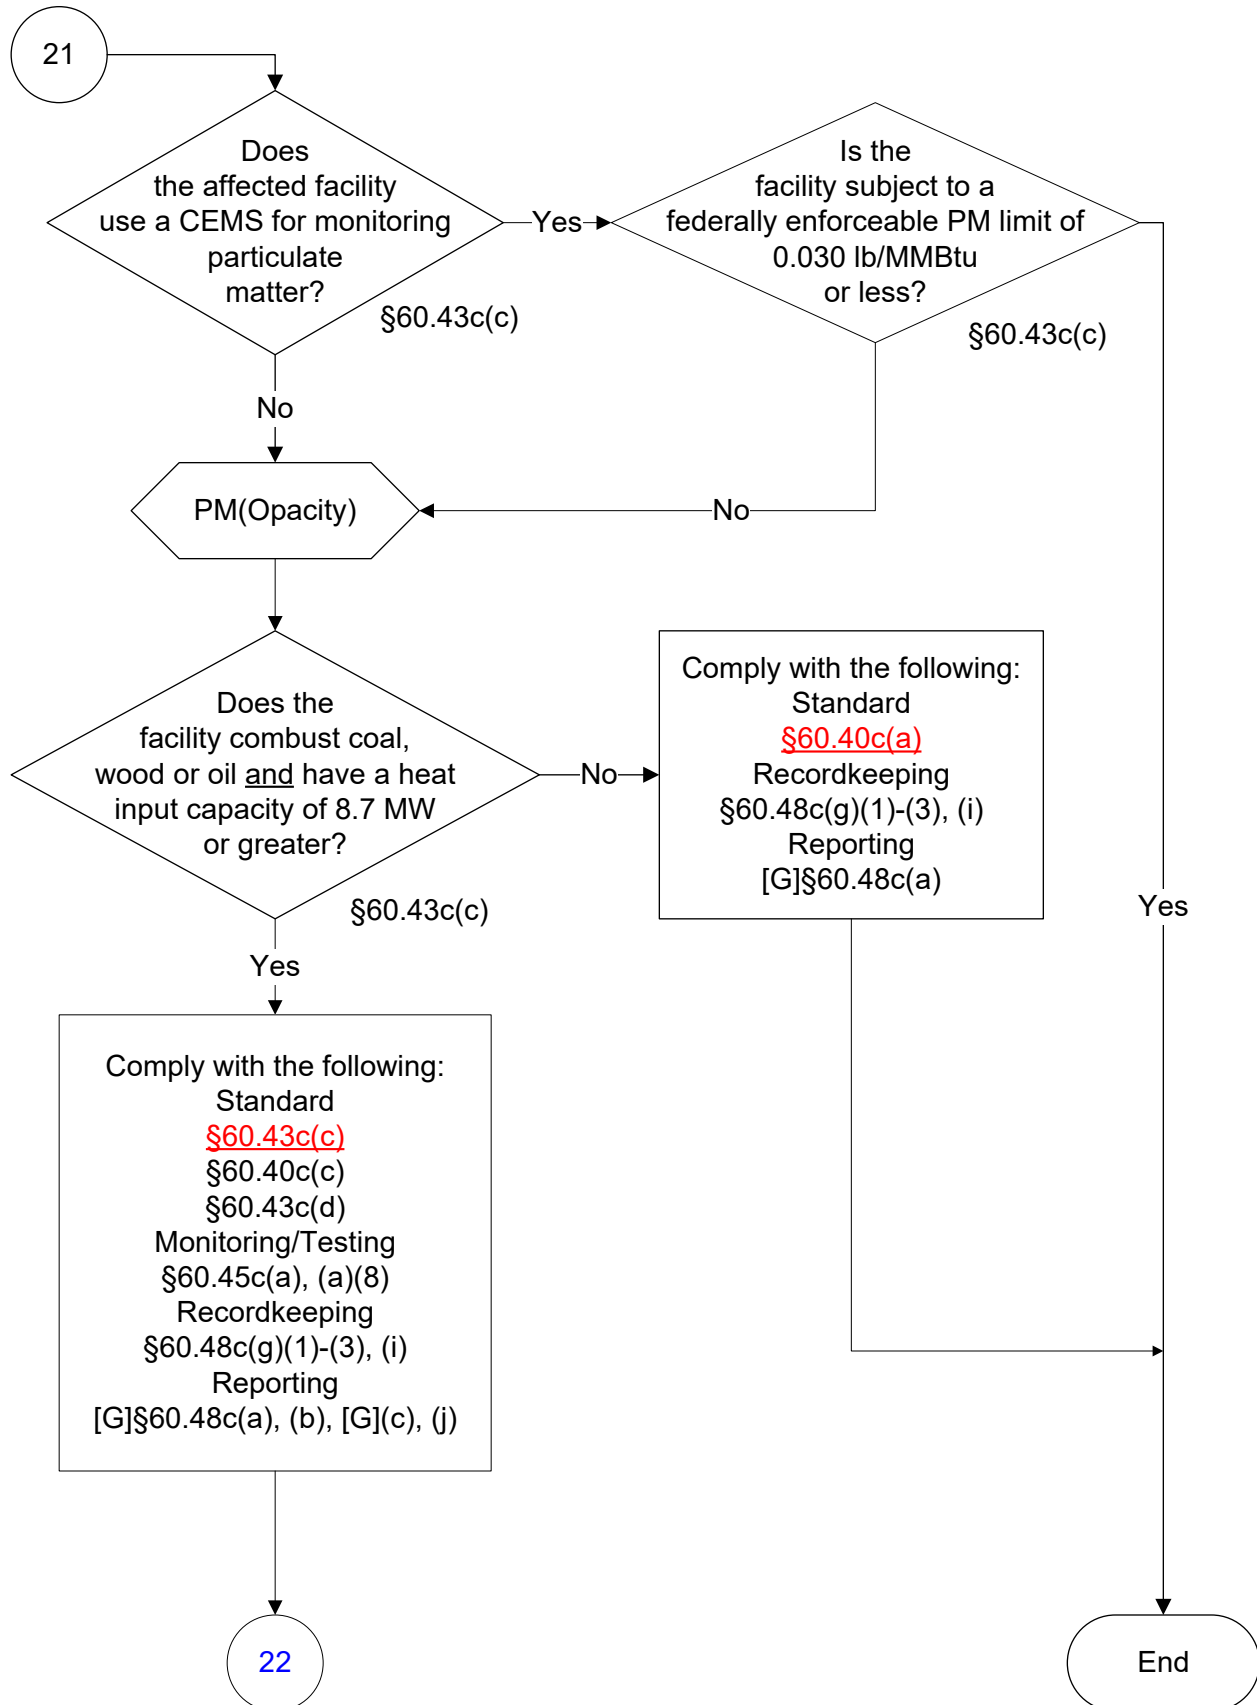 21
Does
the affected facility
use a CEMS for monitoring
particulate
matter?
§60.43c(c)
Yes
Is the
facility subject to a
federally enforceable PM limit of
0.030 lb/MMBtu
or less?
§60.43c(c)
No
PM(Opacity)
No
Does the
facility combust coal,
wood or oil and have a heat
input capacity of 8.7 MW
or greater?
§60.43c(c)
No
Comply with the following:
Standard
§60.40c(a)
Recordkeeping
§60.48c(g)(1)-(3), (i)
Reporting
[G]§60.48c(a)
Yes
Yes
Comply with the following:
Standard
§60.43c(c)
§60.40c(c)
§60.43c(d)
Monitoring/Testing
§60.45c(a), (a)(8)
Recordkeeping
§60.48c(g)(1)-(3), (i)
Reporting
[G]§60.48c(a), (b), [G](c), (j)
22
End